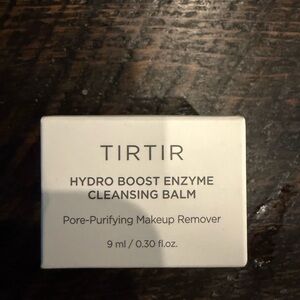 TIRTIR
HYDRO BOOST ENZYME
CLEANSING BALM
Pore-Purifying Makeup Remover
9 ml / 0.30 fl.oz.